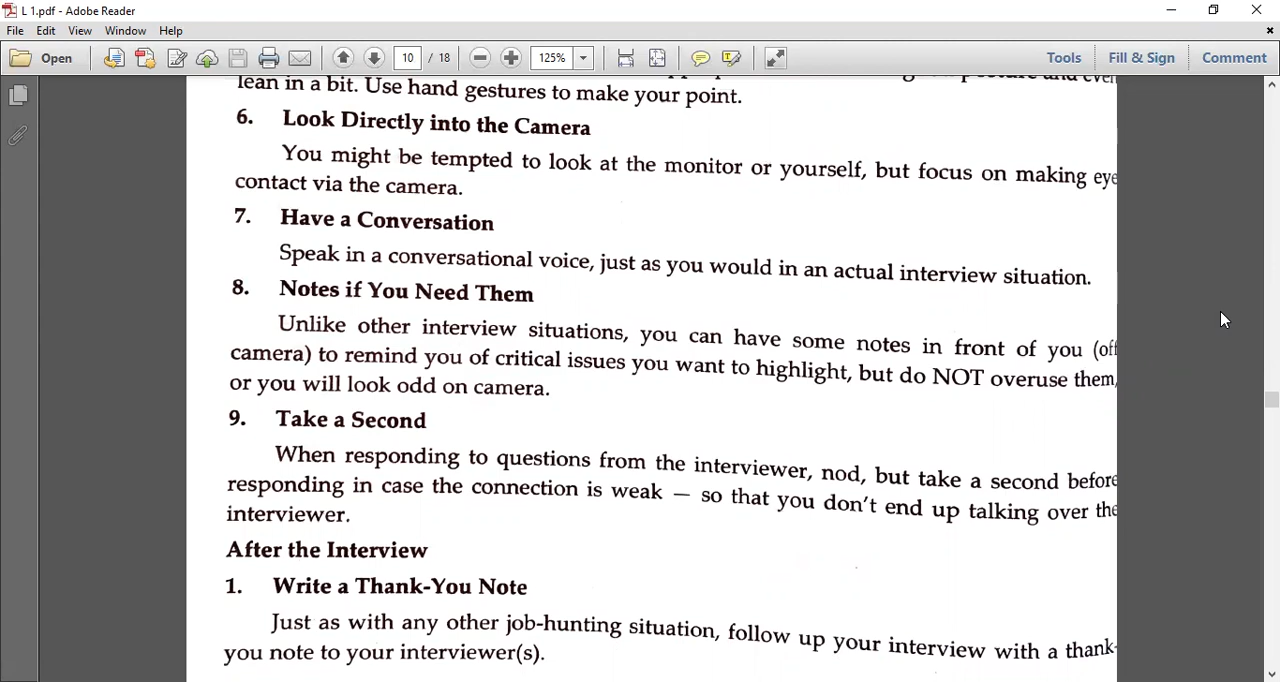 L 1.pdf - Adobe Reader
File Edit View Window Help
Open 10 / 18 125% Tools Fill & Sign Comment
lean in a bit. Use hand gestures to make your point.
6. Look Directly into the Camera
You might be tempted to look at the monitor or yourself, but focus on making eye
contact via the camera.
7. Have a Conversation
Speak in a conversational voice, just as you would in an actual interview situation.
8. Notes if You Need Them
Unlike other interview situations, you can have some notes in front of you (off
camera) to remind you of critical issues you want to highlight, but do NOT overuse them,
or you will look odd on camera.
9. Take a Second
When responding to questions from the interviewer, nod, but take a second before
responding in case the connection is weak — so that you don't end up talking over the
interviewer.
After the Interview
1. Write a Thank-You Note
Just as with any other job-hunting situation, follow up your interview with a thank-
you note to your interviewer(s).